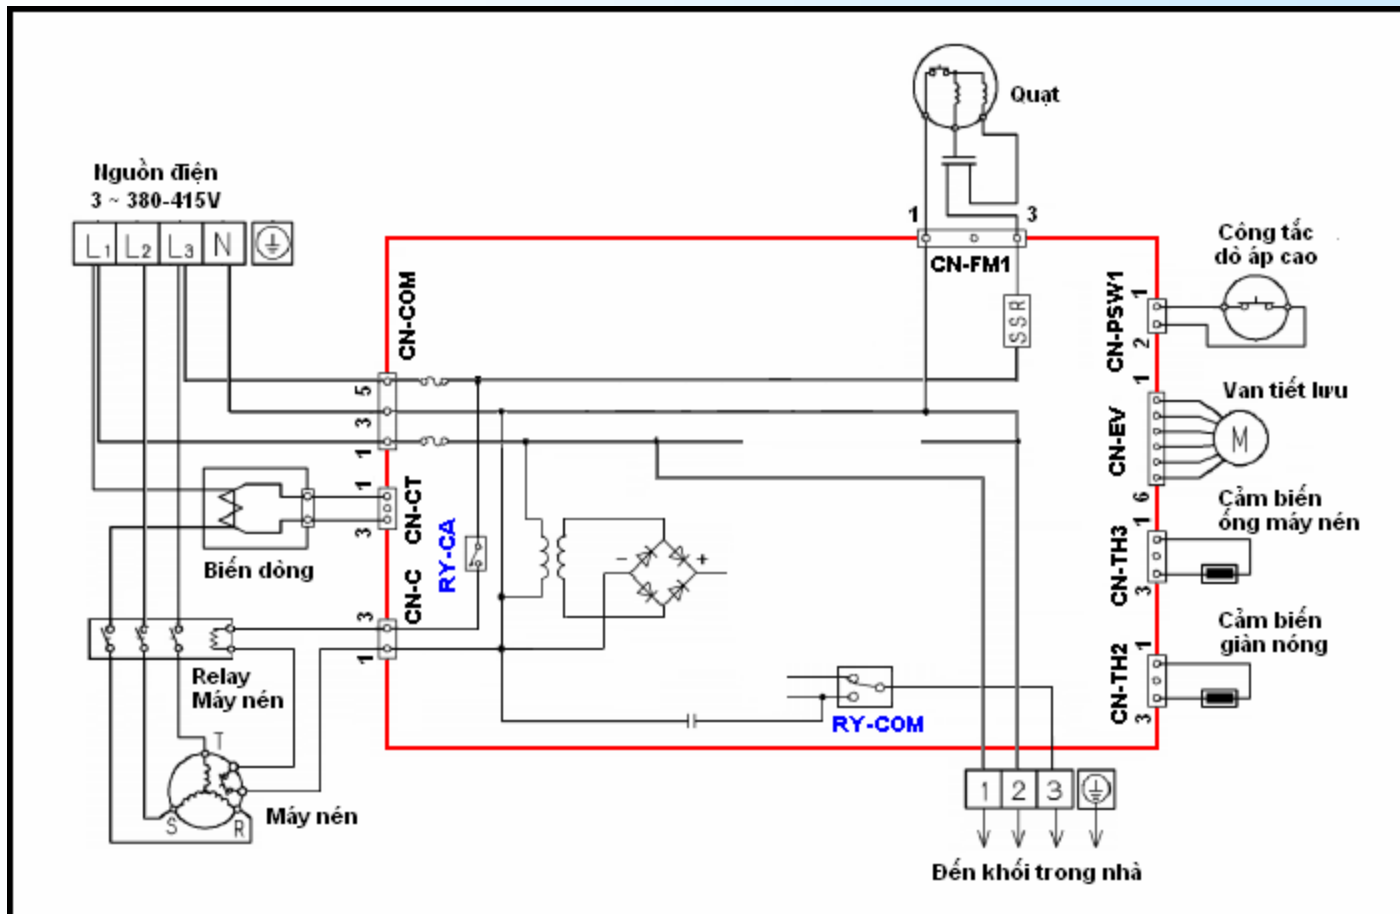 Quạt
Nguồn điện
3 ~ 380-415V
L1 L2 L3 N
1 3
CN-FM1
Công tắc
dò áp cao
CN-COM
5
3
1
SSR
CN-PSW1
1
2
Van tiết lưu
CN-EV
1
6
M
Biến dòng
CN-CT
1
3
RY-CA
- +
Cảm biến
ống máy nén
CN-TH3
1
3
CN-C
3
1
Relay
Máy nén
Cảm biến
giàn nóng
CN-TH2
1
3
RY-COM
T
S R
Máy nén
1 2 3
Đến khối trong nhà